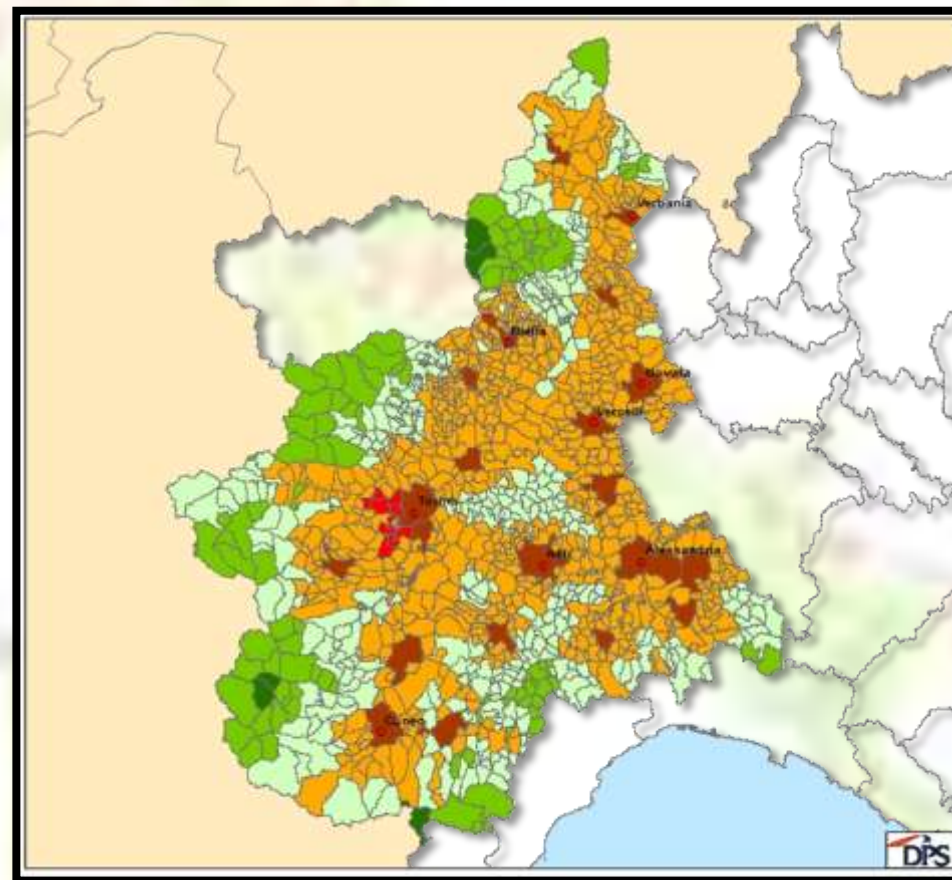 Verbania
Biella
Novara
Vercelli
Torino
Asti
Alessandria
Cuneo
DPS